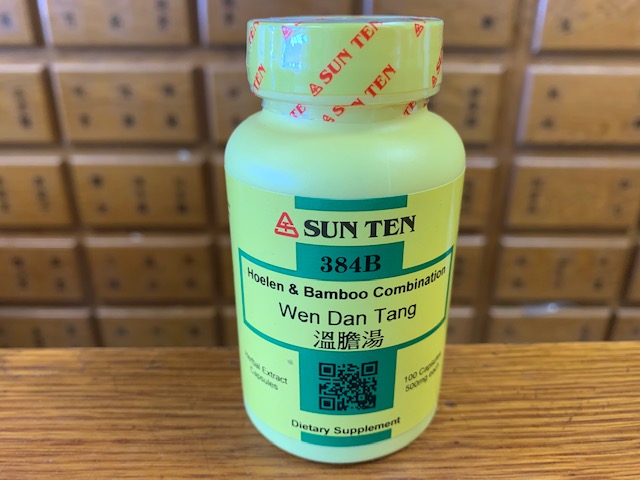 SUN TEN
SUN TEN
SUN TEN
384B
Hoelen & Bamboo Combination
Wen Dan Tang
溫膽湯
Herbal Extract
Capsules
100 Capsules
500mg each
Dietary Supplement